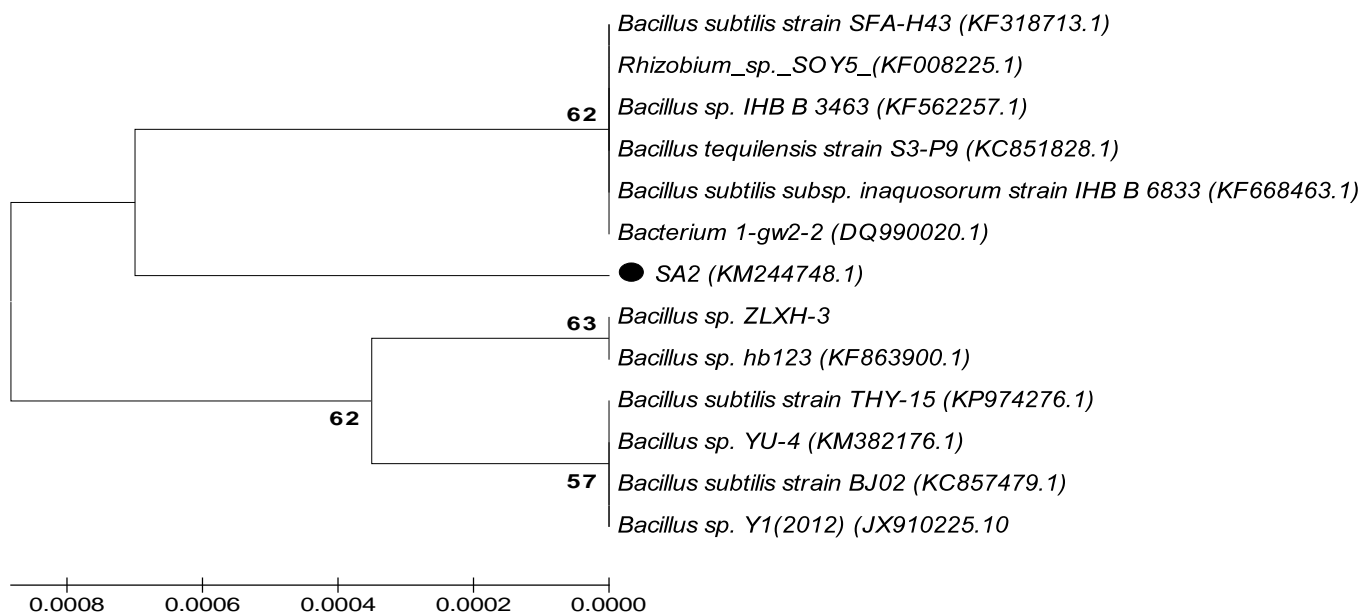 Bacillus subtilis strain SFA-H43 (KF318713.1)
Rhizobium_sp._SOY5_(KF008225.1)
62
Bacillus sp. IHB B 3463 (KF562257.1)
Bacillus tequilensis strain S3-P9 (KC851828.1)
Bacillus subtilis subsp. inaquosorum strain IHB B 6833 (KF668463.1)
Bacterium 1-gw2-2 (DQ990020.1)
SA2 (KM244748.1)
63
Bacillus sp. ZLXH-3
Bacillus sp. hb123 (KF863900.1)
Bacillus subtilis strain THY-15 (KP974276.1)
62
Bacillus sp. YU-4 (KM382176.1)
57
Bacillus subtilis strain BJ02 (KC857479.1)
Bacillus sp. Y1(2012) (JX910225.10
0.0008 0.0006 0.0004 0.0002 0.0000